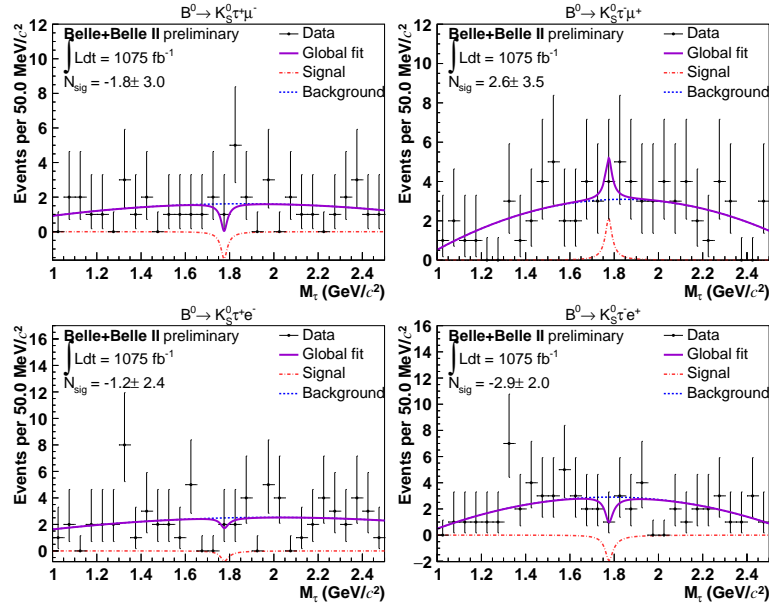 B⁰→ K_S⁰τ⁺μ⁻
Events per 50.0 MeV/c²
12
10
8
6
4
2
0
Belle+Belle II preliminary
∫Ldt = 1075 fb⁻¹
N_sig = -1.8± 3.0
Data
Global fit
Signal
Background
1 1.2 1.4 1.6 1.8 2 2.2 2.4
M_τ (GeV/c²)
B⁰→ K_S⁰τ⁻μ⁺
Events per 50.0 MeV/c²
12
10
8
6
4
2
0
Belle+Belle II preliminary
∫Ldt = 1075 fb⁻¹
N_sig = 2.6± 3.5
Data
Global fit
Signal
Background
1 1.2 1.4 1.6 1.8 2 2.2 2.4
M_τ (GeV/c²)
B⁰→ K_S⁰τ⁺e⁻
Events per 50.0 MeV/c²
16
14
12
10
8
6
4
2
0
Belle+Belle II preliminary
∫Ldt = 1075 fb⁻¹
N_sig = -1.2± 2.4
Data
Global fit
Signal
Background
1 1.2 1.4 1.6 1.8 2 2.2 2.4
M_τ (GeV/c²)
B⁰→ K_S⁰τ⁻e⁺
Events per 50.0 MeV/c²
16
14
12
10
8
6
4
2
0
−2
Belle+Belle II preliminary
∫Ldt = 1075 fb⁻¹
N_sig = -2.9± 2.0
Data
Global fit
Signal
Background
1 1.2 1.4 1.6 1.8 2 2.2 2.4
M_τ (GeV/c²)